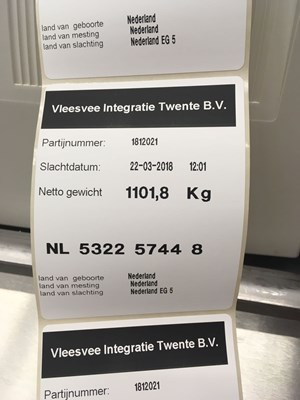 land van geboorte Nederland
land van mesting Nederland
land van slachting Nederland EG 5
Vleesvee Integratie Twente B.V.
Partijnummer: 1812021
Slachtdatum: 22-03-2018 12:01
Netto gewicht 1101,8 Kg
NL 5322 5744 8
land van geboorte Nederland
land van mesting Nederland
land van slachting Nederland EG 5
Vleesvee Integratie Twente B.V.
Partijnummer: 1812021